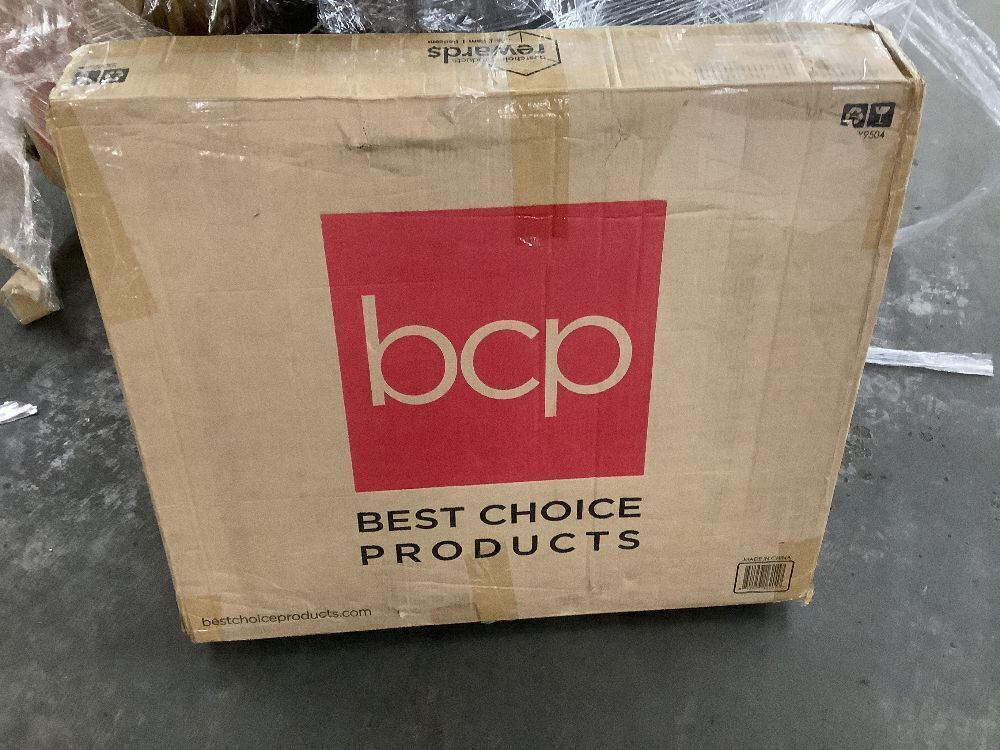 rewards
Y9504
bcp
BEST CHOICE
PRODUCTS
MADE IN CHINA
bestchoiceproducts.com